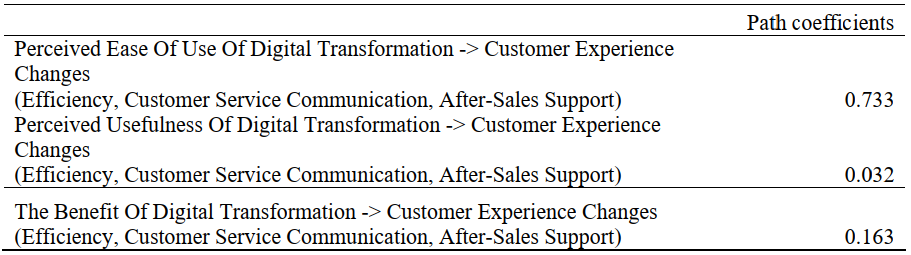 Path coefficients
Perceived Ease Of Use Of Digital Transformation -> Customer Experience
Changes
(Efficiency, Customer Service Communication, After-Sales Support) 0.733
Perceived Usefulness Of Digital Transformation -> Customer Experience
Changes
(Efficiency, Customer Service Communication, After-Sales Support) 0.032
The Benefit Of Digital Transformation -> Customer Experience Changes
(Efficiency, Customer Service Communication, After-Sales Support) 0.163